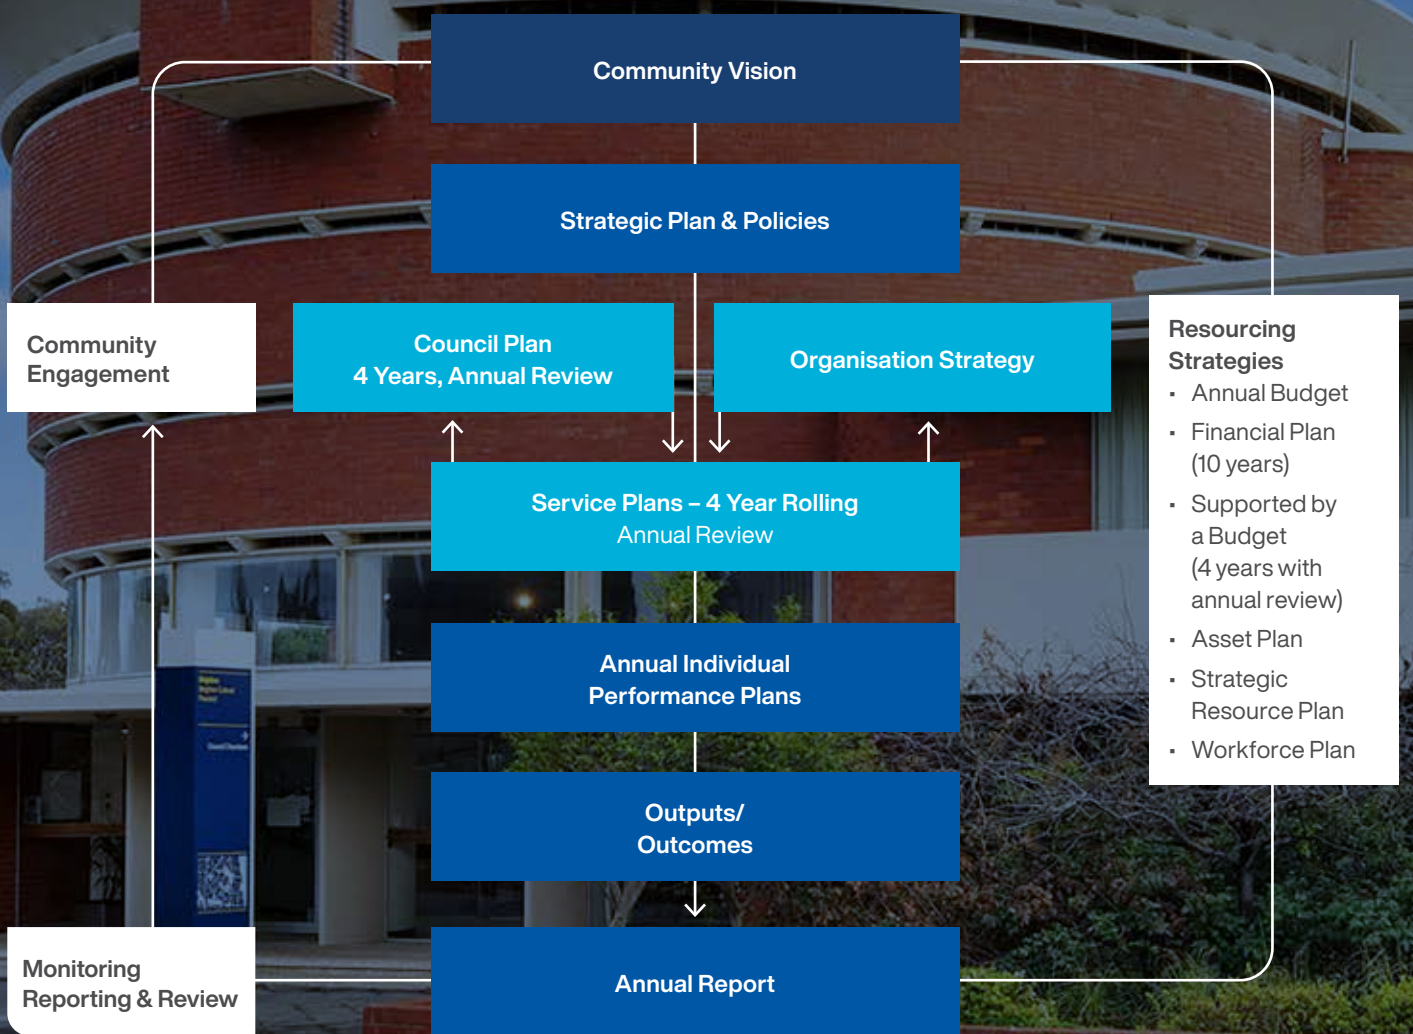 Community Vision
Strategic Plan & Policies
Community
Engagement
Council Plan
4 Years, Annual Review
Organisation Strategy
Resourcing
Strategies
• Annual Budget
• Financial Plan
(10 years)
• Supported by
a Budget
(4 years with
annual review)
• Asset Plan
• Strategic
Resource Plan
• Workforce Plan
Service Plans – 4 Year Rolling
Annual Review
Annual Individual
Performance Plans
Outputs/
Outcomes
Monitoring
Reporting & Review
Annual Report